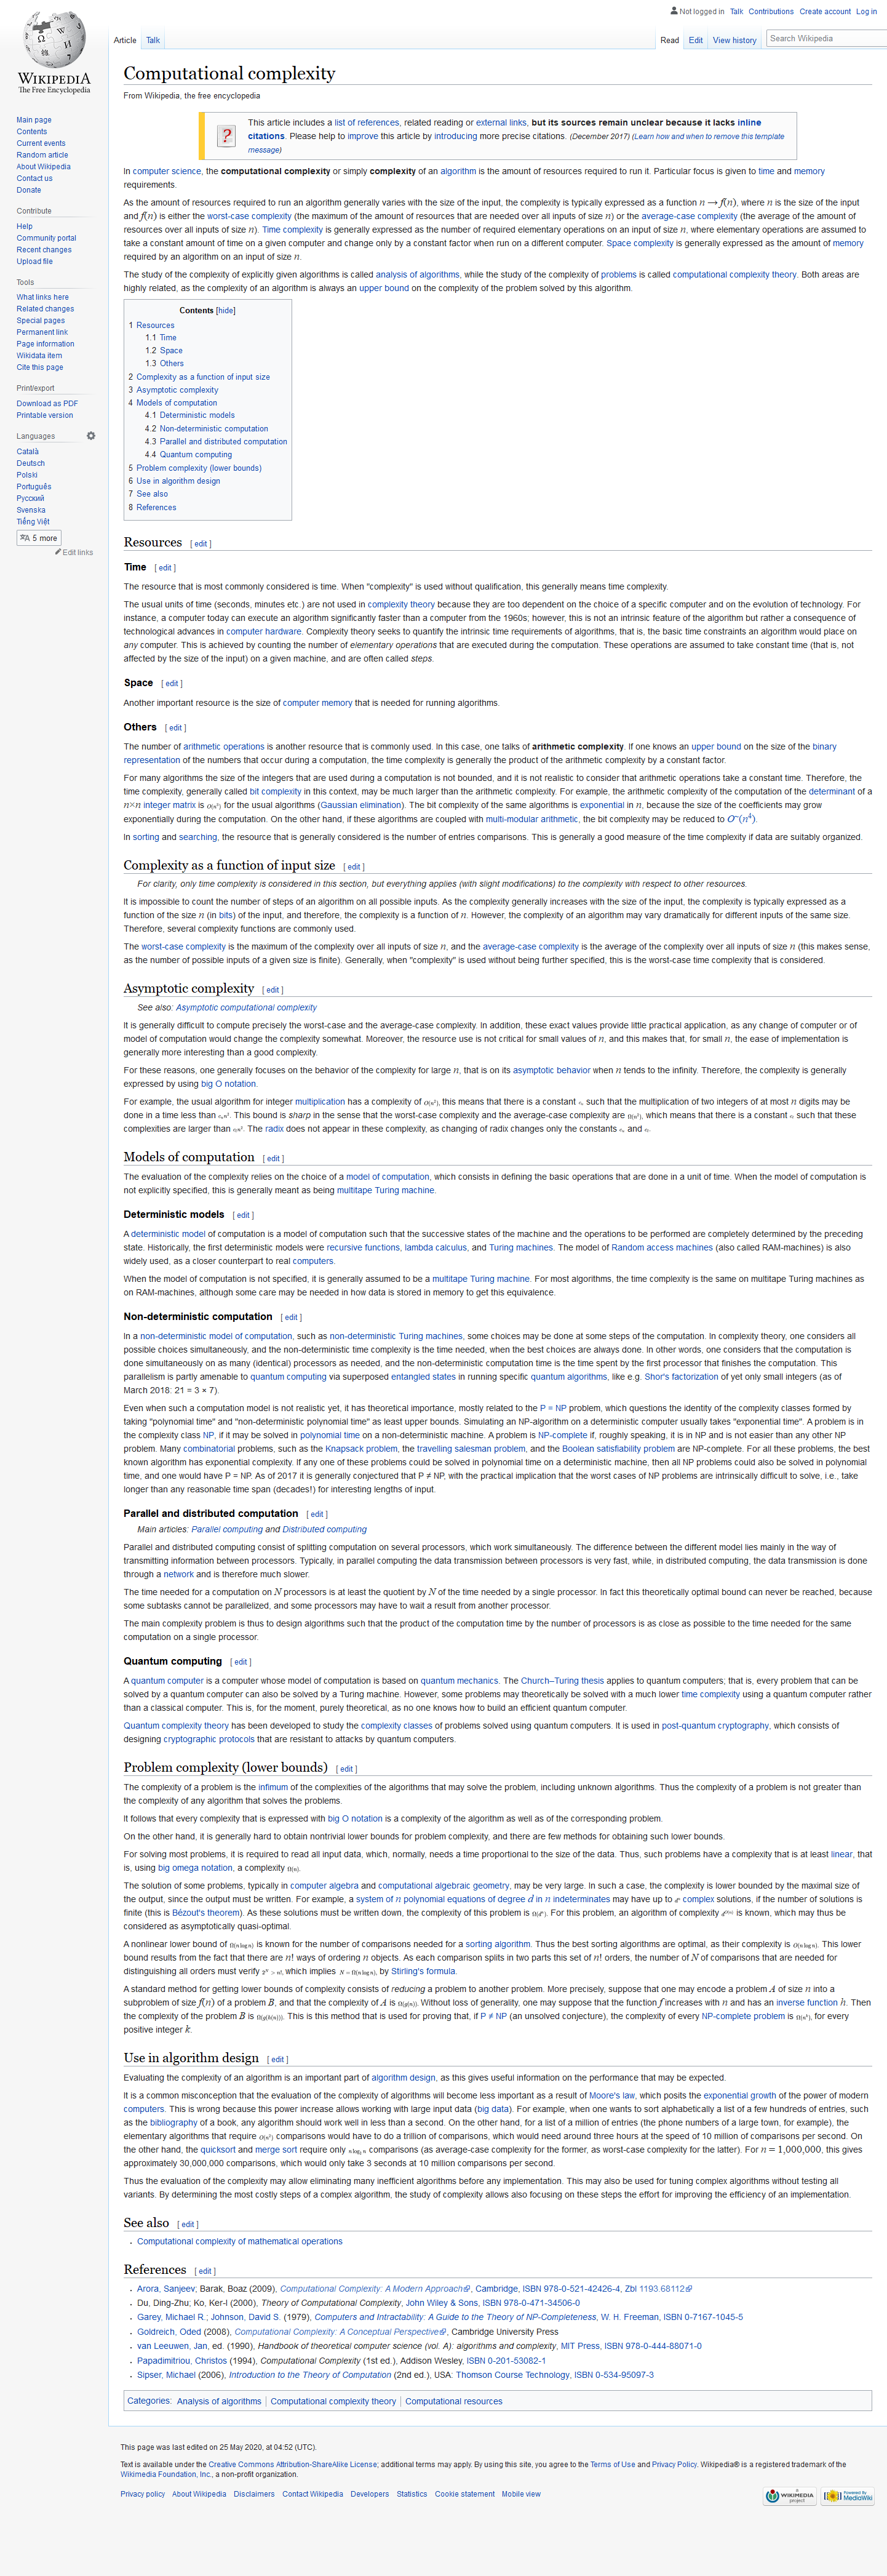 Not logged in Talk Contributions Create account Log in
Article Talk
Read Edit View history
Search Wikipedia
WIKIPEDIA
The Free Encyclopedia
Main page
Contents
Current events
Random article
About Wikipedia
Contact us
Donate
Contribute
Help
Community portal
Recent changes
Upload file
Tools
What links here
Related changes
Special pages
Permanent link
Page information
Wikidata item
Cite this page
Print/export
Download as PDF
Printable version
Languages
Català
Deutsch
Polski
Português
Русский
Svenska
Tiếng Việt
5 more
Edit links
Computational complexity
From Wikipedia, the free encyclopedia
This article includes a list of references, related reading or external links, but its sources remain unclear because it lacks inline
citations. Please help to improve this article by introducing more precise citations. (December 2017) (Learn how and when to remove this template
message)
In computer science, the computational complexity or simply complexity of an algorithm is the amount of resources required to run it. Particular focus is given to time and memory
requirements.
As the amount of resources required to run an algorithm generally varies with the size of the input, the complexity is typically expressed as a function n → f(n), where n is the size of the input
and f(n) is either the worst-case complexity (the maximum of the amount of resources that are needed over all inputs of size n) or the average-case complexity (the average of the amount of
resources over all inputs of size n). Time complexity is generally expressed as the number of required elementary operations on an input of size n, where elementary operations are assumed to
take a constant amount of time on a given computer and change only by a constant factor when run on a different computer. Space complexity is generally expressed as the amount of memory
required by an algorithm on an input of size n.
The study of the complexity of explicitly given algorithms is called analysis of algorithms, while the study of the complexity of problems is called computational complexity theory. Both areas are
highly related, as the complexity of an algorithm is always an upper bound on the complexity of the problem solved by this algorithm.
Contents [hide]
1 Resources
1.1 Time
1.2 Space
1.3 Others
2 Complexity as a function of input size
3 Asymptotic complexity
4 Models of computation
4.1 Deterministic models
4.2 Non-deterministic computation
4.3 Parallel and distributed computation
4.4 Quantum computing
5 Problem complexity (lower bounds)
6 Use in algorithm design
7 See also
8 References
Resources [ edit ]
Time [ edit ]
The resource that is most commonly considered is time. When "complexity" is used without qualification, this generally means time complexity.
The usual units of time (seconds, minutes etc.) are not used in complexity theory because they are too dependent on the choice of a specific computer and on the evolution of technology. For
instance, a computer today can execute an algorithm significantly faster than a computer from the 1960s; however, this is not an intrinsic feature of the algorithm but rather a consequence of
technological advances in computer hardware. Complexity theory seeks to quantify the intrinsic time requirements of algorithms, that is, the basic time constraints an algorithm would place on
any computer. This is achieved by counting the number of elementary operations that are executed during the computation. These operations are assumed to take constant time (that is, not
affected by the size of the input) on a given machine, and are often called steps.
Space [ edit ]
Another important resource is the size of computer memory that is needed for running algorithms.
Others [ edit ]
The number of arithmetic operations is another resource that is commonly used. In this case, one talks of arithmetic complexity. If one knows an upper bound on the size of the binary
representation of the numbers that occur during a computation, the time complexity is generally the product of the arithmetic complexity by a constant factor.
For many algorithms the size of the integers that are used during a computation is not bounded, and it is not realistic to consider that arithmetic operations take a constant time. Therefore, the
time complexity, generally called bit complexity in this context, may be much larger than the arithmetic complexity. For example, the arithmetic complexity of the computation of the determinant of a
n×n integer matrix is O(n³) for the usual algorithms (Gaussian elimination). The bit complexity of the same algorithms is exponential in n, because the size of the coefficients may grow
exponentially during the computation. On the other hand, if these algorithms are coupled with multi-modular arithmetic, the bit complexity may be reduced to O~(n⁴).
In sorting and searching, the resource that is generally considered is the number of entries comparisons. This is generally a good measure of the time complexity if data are suitably organized.
Complexity as a function of input size [ edit ]
For clarity, only time complexity is considered in this section, but everything applies (with slight modifications) to the complexity with respect to other resources.
It is impossible to count the number of steps of an algorithm on all possible inputs. As the complexity generally increases with the size of the input, the complexity is typically expressed as a
function of the size n (in bits) of the input, and therefore, the complexity is a function of n. However, the complexity of an algorithm may vary dramatically for different inputs of the same size.
Therefore, several complexity functions are commonly used.
The worst-case complexity is the maximum of the complexity over all inputs of size n, and the average-case complexity is the average of the complexity over all inputs of size n (this makes sense,
as the number of possible inputs of a given size is finite). Generally, when "complexity" is used without being further specified, this is the worst-case time complexity that is considered.
Asymptotic complexity [ edit ]
See also: Asymptotic computational complexity
It is generally difficult to compute precisely the worst-case and the average-case complexity. In addition, these exact values provide little practical application, as any change of computer or of
model of computation would change the complexity somewhat. Moreover, the resource use is not critical for small values of n, and this makes that, for small n, the ease of implementation is
generally more interesting than a good complexity.
For these reasons, one generally focuses on the behavior of the complexity for large n, that is on its asymptotic behavior when n tends to the infinity. Therefore, the complexity is generally
expressed by using big O notation.
For example, the usual algorithm for integer multiplication has a complexity of O(n²), this means that there is a constant cᵤ such that the multiplication of two integers of at most n digits may be
done in a time less than cᵤn². This bound is sharp in the sense that the worst-case complexity and the average-case complexity are Ω(n²), which means that there is a constant cₗ such that these
complexities are larger than cₗn². The radix does not appear in these complexity, as changing of radix changes only the constants cᵤ and cₗ.
Models of computation [ edit ]
The evaluation of the complexity relies on the choice of a model of computation, which consists in defining the basic operations that are done in a unit of time. When the model of computation is
not explicitly specified, this is generally meant as being multitape Turing machine.
Deterministic models [ edit ]
A deterministic model of computation is a model of computation such that the successive states of the machine and the operations to be performed are completely determined by the preceding
state. Historically, the first deterministic models were recursive functions, lambda calculus, and Turing machines. The model of Random access machines (also called RAM-machines) is also
widely used, as a closer counterpart to real computers.
When the model of computation is not specified, it is generally assumed to be a multitape Turing machine. For most algorithms, the time complexity is the same on multitape Turing machines as
on RAM-machines, although some care may be needed in how data is stored in memory to get this equivalence.
Non-deterministic computation [ edit ]
In a non-deterministic model of computation, such as non-deterministic Turing machines, some choices may be done at some steps of the computation. In complexity theory, one considers all
possible choices simultaneously, and the non-deterministic time complexity is the time needed, when the best choices are always done. In other words, one considers that the computation is
done simultaneously on as many (identical) processors as needed, and the non-deterministic computation time is the time spent by the first processor that finishes the computation. This
parallelism is partly amenable to quantum computing via superposed entangled states in running specific quantum algorithms, like e.g. Shor's factorization of yet only small integers (as of
March 2018: 21 = 3 × 7).
Even when such a computation model is not realistic yet, it has theoretical importance, mostly related to the P = NP problem, which questions the identity of the complexity classes formed by
taking "polynomial time" and "non-deterministic polynomial time" as least upper bounds. Simulating an NP-algorithm on a deterministic computer usually takes "exponential time". A problem is in
the complexity class NP, if it may be solved in polynomial time on a non-deterministic machine. A problem is NP-complete if, roughly speaking, it is in NP and is not easier than any other NP
problem. Many combinatorial problems, such as the Knapsack problem, the travelling salesman problem, and the Boolean satisfiability problem are NP-complete. For all these problems, the best
known algorithm has exponential complexity. If any one of these problems could be solved in polynomial time on a deterministic machine, then all NP problems could also be solved in polynomial
time, and one would have P = NP. As of 2017 it is generally conjectured that P ≠ NP, with the practical implication that the worst cases of NP problems are intrinsically difficult to solve, i.e., take
longer than any reasonable time span (decades!) for interesting lengths of input.
Parallel and distributed computation [ edit ]
Main articles: Parallel computing and Distributed computing
Parallel and distributed computing consist of splitting computation on several processors, which work simultaneously. The difference between the different model lies mainly in the way of
transmitting information between processors. Typically, in parallel computing the data transmission between processors is very fast, while, in distributed computing, the data transmission is done
through a network and is therefore much slower.
The time needed for a computation on N processors is at least the quotient by N of the time needed by a single processor. In fact this theoretically optimal bound can never be reached, because
some subtasks cannot be parallelized, and some processors may have to wait a result from another processor.
The main complexity problem is thus to design algorithms such that the product of the computation time by the number of processors is as close as possible to the time needed for the same
computation on a single processor.
Quantum computing [ edit ]
A quantum computer is a computer whose model of computation is based on quantum mechanics. The Church–Turing thesis applies to quantum computers; that is, every problem that can be
solved by a quantum computer can also be solved by a Turing machine. However, some problems may theoretically be solved with a much lower time complexity using a quantum computer rather
than a classical computer. This is, for the moment, purely theoretical, as no one knows how to build an efficient quantum computer.
Quantum complexity theory has been developed to study the complexity classes of problems solved using quantum computers. It is used in post-quantum cryptography, which consists of
designing cryptographic protocols that are resistant to attacks by quantum computers.
Problem complexity (lower bounds) [ edit ]
The complexity of a problem is the infimum of the complexities of the algorithms that may solve the problem, including unknown algorithms. Thus the complexity of a problem is not greater than
the complexity of any algorithm that solves the problems.
It follows that every complexity that is expressed with big O notation is a complexity of the algorithm as well as of the corresponding problem.
On the other hand, it is generally hard to obtain nontrivial lower bounds for problem complexity, and there are few methods for obtaining such lower bounds.
For solving most problems, it is required to read all input data, which, normally, needs a time proportional to the size of the data. Thus, such problems have a complexity that is at least linear, that
is, using big omega notation, a complexity Ω(n).
The solution of some problems, typically in computer algebra and computational algebraic geometry, may be very large. In such a case, the complexity is lower bounded by the maximal size of
the output, since the output must be written. For example, a system of n polynomial equations of degree d in n indeterminates may have up to dⁿ complex solutions, if the number of solutions is
finite (this is Bézout's theorem). As these solutions must be written down, the complexity of this problem is Ω(dⁿ). For this problem, an algorithm of complexity d^O(n) is known, which may thus be
considered as asymptotically quasi-optimal.
A nonlinear lower bound of Ω(n log n) is known for the number of comparisons needed for a sorting algorithm. Thus the best sorting algorithms are optimal, as their complexity is O(n log n). This lower
bound results from the fact that there are n! ways of ordering n objects. As each comparison splits in two parts this set of n! orders, the number of N of comparisons that are needed for
distinguishing all orders must verify 2ᴺ > n!, which implies N = Ω(n log n), by Stirling's formula.
A standard method for getting lower bounds of complexity consists of reducing a problem to another problem. More precisely, suppose that one may encode a problem A of size n into a
subproblem of size f(n) of a problem B, and that the complexity of A is Ω(g(n)). Without loss of generality, one may suppose that the function f increases with n and has an inverse function h. Then
the complexity of the problem B is Ω(g(h(n))). This is this method that is used for proving that, if P ≠ NP (an unsolved conjecture), the complexity of every NP-complete problem is Ω(nᵏ), for every
positive integer k.
Use in algorithm design [ edit ]
Evaluating the complexity of an algorithm is an important part of algorithm design, as this gives useful information on the performance that may be expected.
It is a common misconception that the evaluation of the complexity of algorithms will become less important as a result of Moore's law, which posits the exponential growth of the power of modern
computers. This is wrong because this power increase allows working with large input data (big data). For example, when one wants to sort alphabetically a list of a few hundreds of entries, such
as the bibliography of a book, any algorithm should work well in less than a second. On the other hand, for a list of a million of entries (the phone numbers of a large town, for example), the
elementary algorithms that require O(n²) comparisons would have to do a trillion of comparisons, which would need around three hours at the speed of 10 million of comparisons per second. On
the other hand, the quicksort and merge sort require only n log₂ n comparisons (as average-case complexity for the former, as worst-case complexity for the latter). For n = 1,000,000, this gives
approximately 30,000,000 comparisons, which would only take 3 seconds at 10 million comparisons per second.
Thus the evaluation of the complexity may allow eliminating many inefficient algorithms before any implementation. This may also be used for tuning complex algorithms without testing all
variants. By determining the most costly steps of a complex algorithm, the study of complexity allows also focusing on these steps the effort for improving the efficiency of an implementation.
See also [ edit ]
Computational complexity of mathematical operations
References [ edit ]
Arora, Sanjeev; Barak, Boaz (2009), Computational Complexity: A Modern Approach, Cambridge, ISBN 978-0-521-42426-4, Zbl 1193.68112
Du, Ding-Zhu; Ko, Ker-I (2000), Theory of Computational Complexity, John Wiley & Sons, ISBN 978-0-471-34506-0
Garey, Michael R.; Johnson, David S. (1979), Computers and Intractability: A Guide to the Theory of NP-Completeness, W. H. Freeman, ISBN 0-7167-1045-5
Goldreich, Oded (2008), Computational Complexity: A Conceptual Perspective, Cambridge University Press
van Leeuwen, Jan, ed. (1990), Handbook of theoretical computer science (vol. A): algorithms and complexity, MIT Press, ISBN 978-0-444-88071-0
Papadimitriou, Christos (1994), Computational Complexity (1st ed.), Addison Wesley, ISBN 0-201-53082-1
Sipser, Michael (2006), Introduction to the Theory of Computation (2nd ed.), USA: Thomson Course Technology, ISBN 0-534-95097-3
Categories: Analysis of algorithms | Computational complexity theory | Computational resources
This page was last edited on 25 May 2020, at 04:52 (UTC).
Text is available under the Creative Commons Attribution-ShareAlike License; additional terms may apply. By using this site, you agree to the Terms of Use and Privacy Policy. Wikipedia® is a registered trademark of the
Wikimedia Foundation, Inc., a non-profit organization.
Privacy policy About Wikipedia Disclaimers Contact Wikipedia Developers Statistics Cookie statement Mobile view
A WIKIMEDIA project
Powered By MediaWiki